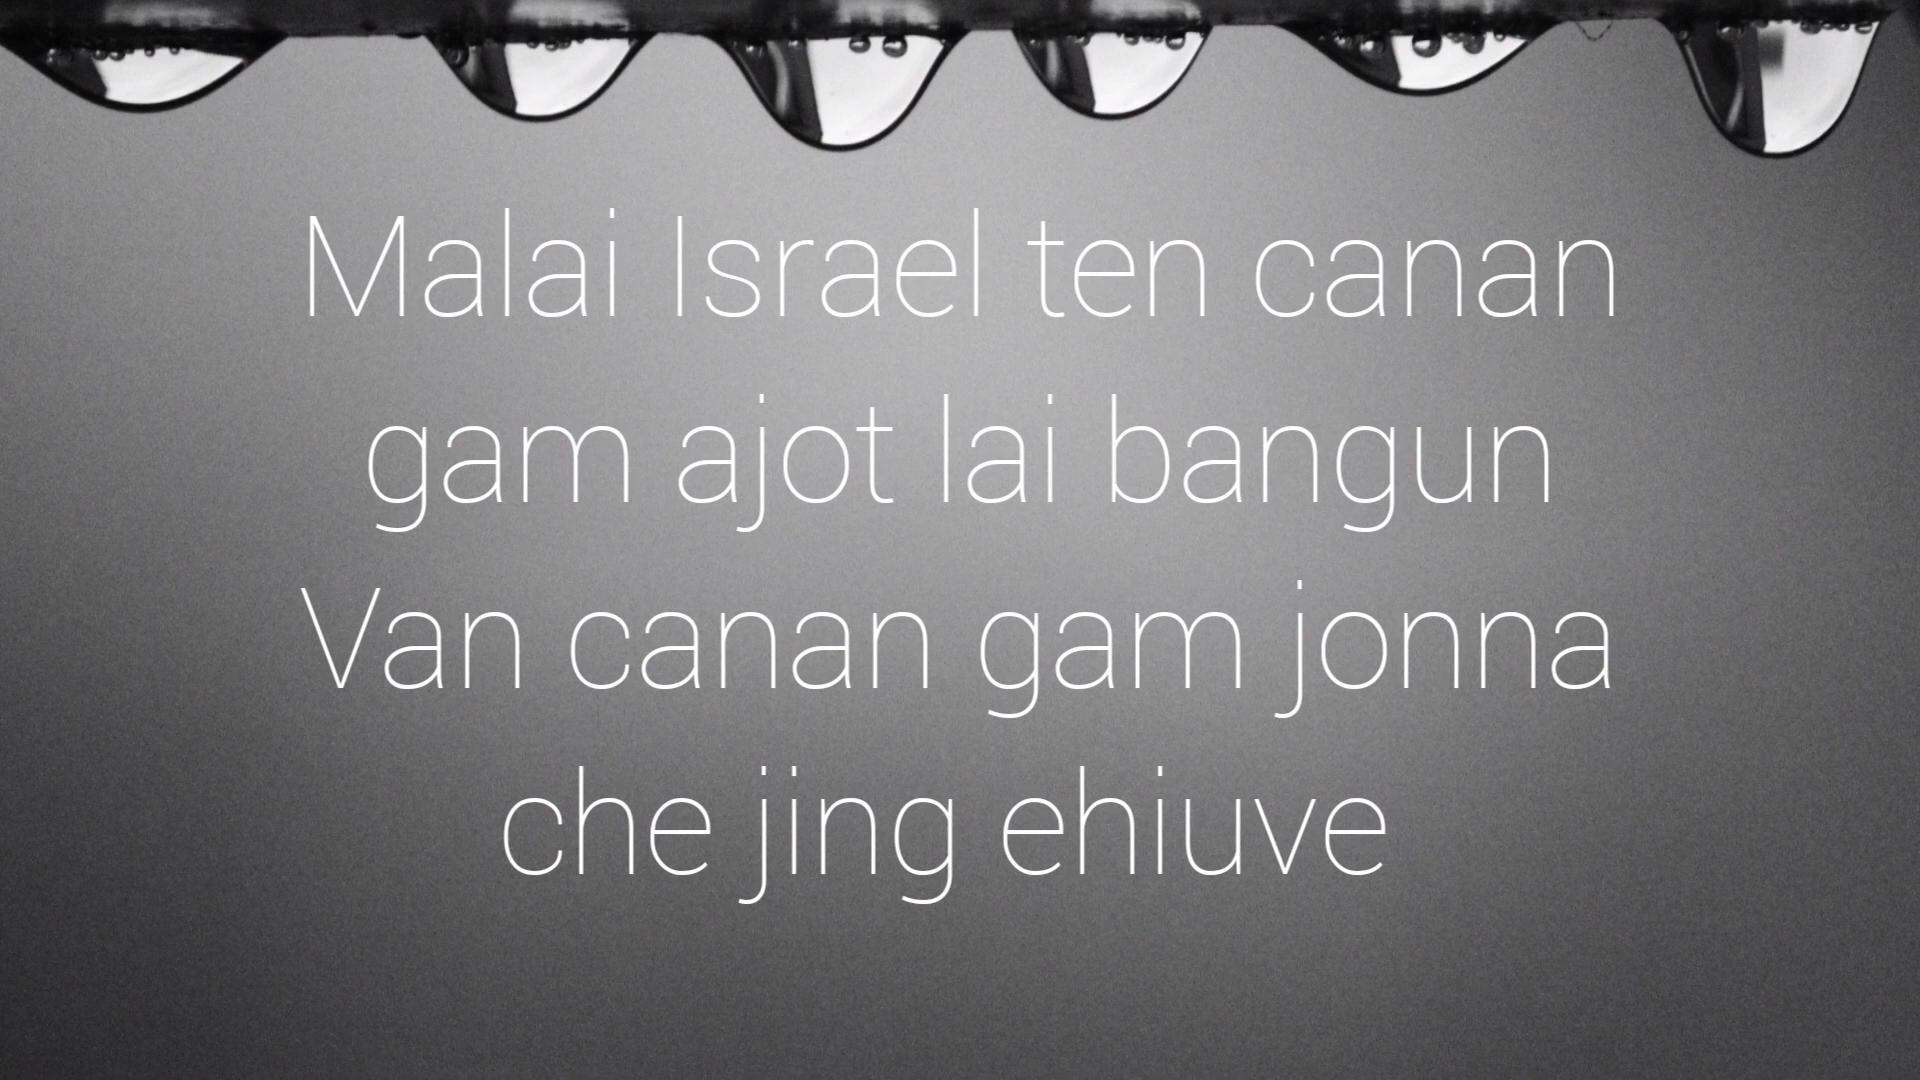 Malai Israel ten canan
gam ajot lai bangun
Van canan gam jonna
che jing ehiuve